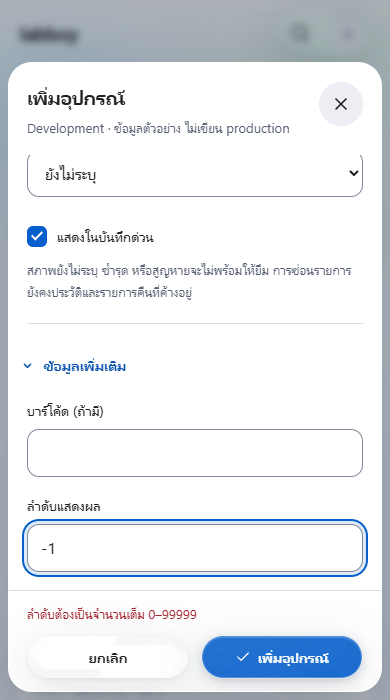 labboy
เพิ่มอุปกรณ์
Development · ข้อมูลตัวอย่าง ไม่เขียน production
ยังไม่ระบุ
แสดงในบันทึกด่วน
สภาพยังไม่ระบุ ชำรุด หรือสูญหายจะไม่พร้อมให้ยืม การซ่อนรายการ
ยังคงประวัติและรายการคืนที่ค้างอยู่
ข้อมูลเพิ่มเติม
บาร์โค้ด (ถ้ามี)
ลำดับแสดงผล
-1
ลำดับต้องเป็นจำนวนเต็ม 0–99999
ยกเลิก
เพิ่มอุปกรณ์